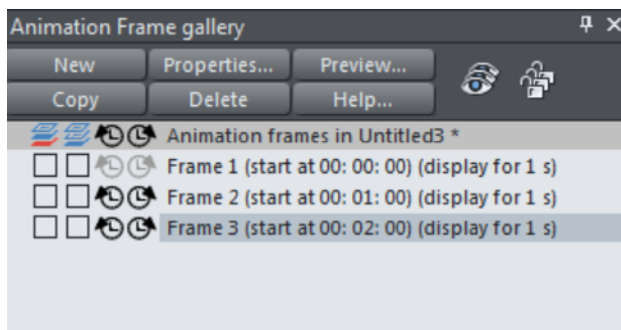 Animation Frame gallery
New Properties... Preview...
Copy Delete Help...
Animation frames in Untitled3 *
Frame 1 (start at 00: 00: 00) (display for 1 s)
Frame 2 (start at 00: 01: 00) (display for 1 s)
Frame 3 (start at 00: 02: 00) (display for 1 s)